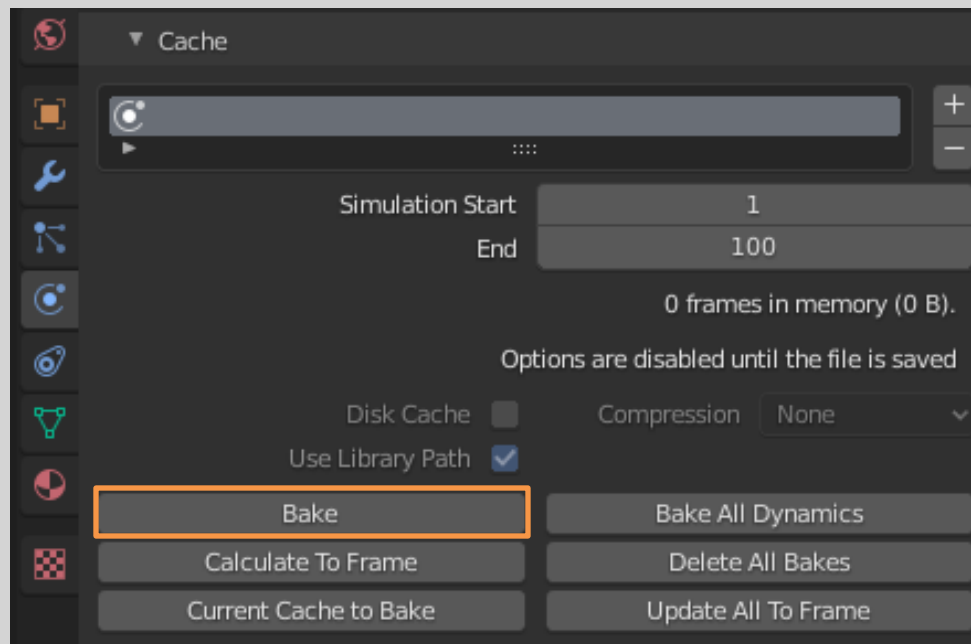 Cache
Simulation Start 1
End 100
0 frames in memory (0 B).
Options are disabled until the file is saved
Disk Cache Compression None
Use Library Path
Bake Bake All Dynamics
Calculate To Frame Delete All Bakes
Current Cache to Bake Update All To Frame